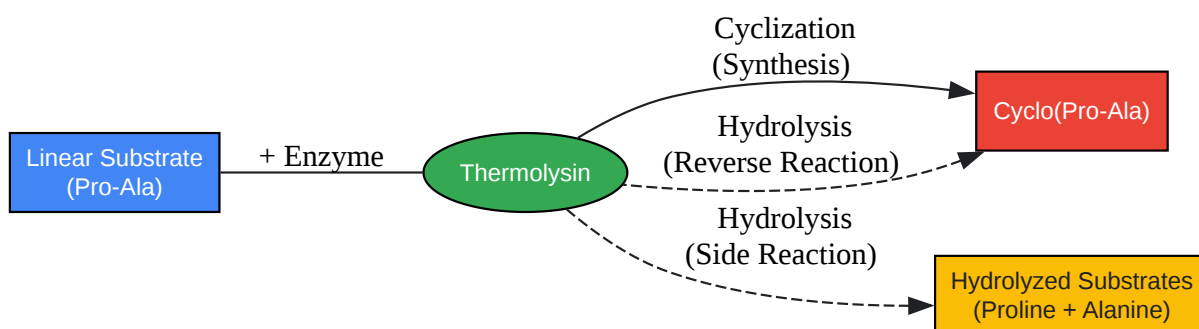 Linear Substrate
(Pro-Ala)
+ Enzyme
Thermolysin
Cyclization
(Synthesis)
Hydrolysis
(Reverse Reaction)
Hydrolysis
(Side Reaction)
Cyclo(Pro-Ala)
Hydrolyzed Substrates
(Proline + Alanine)